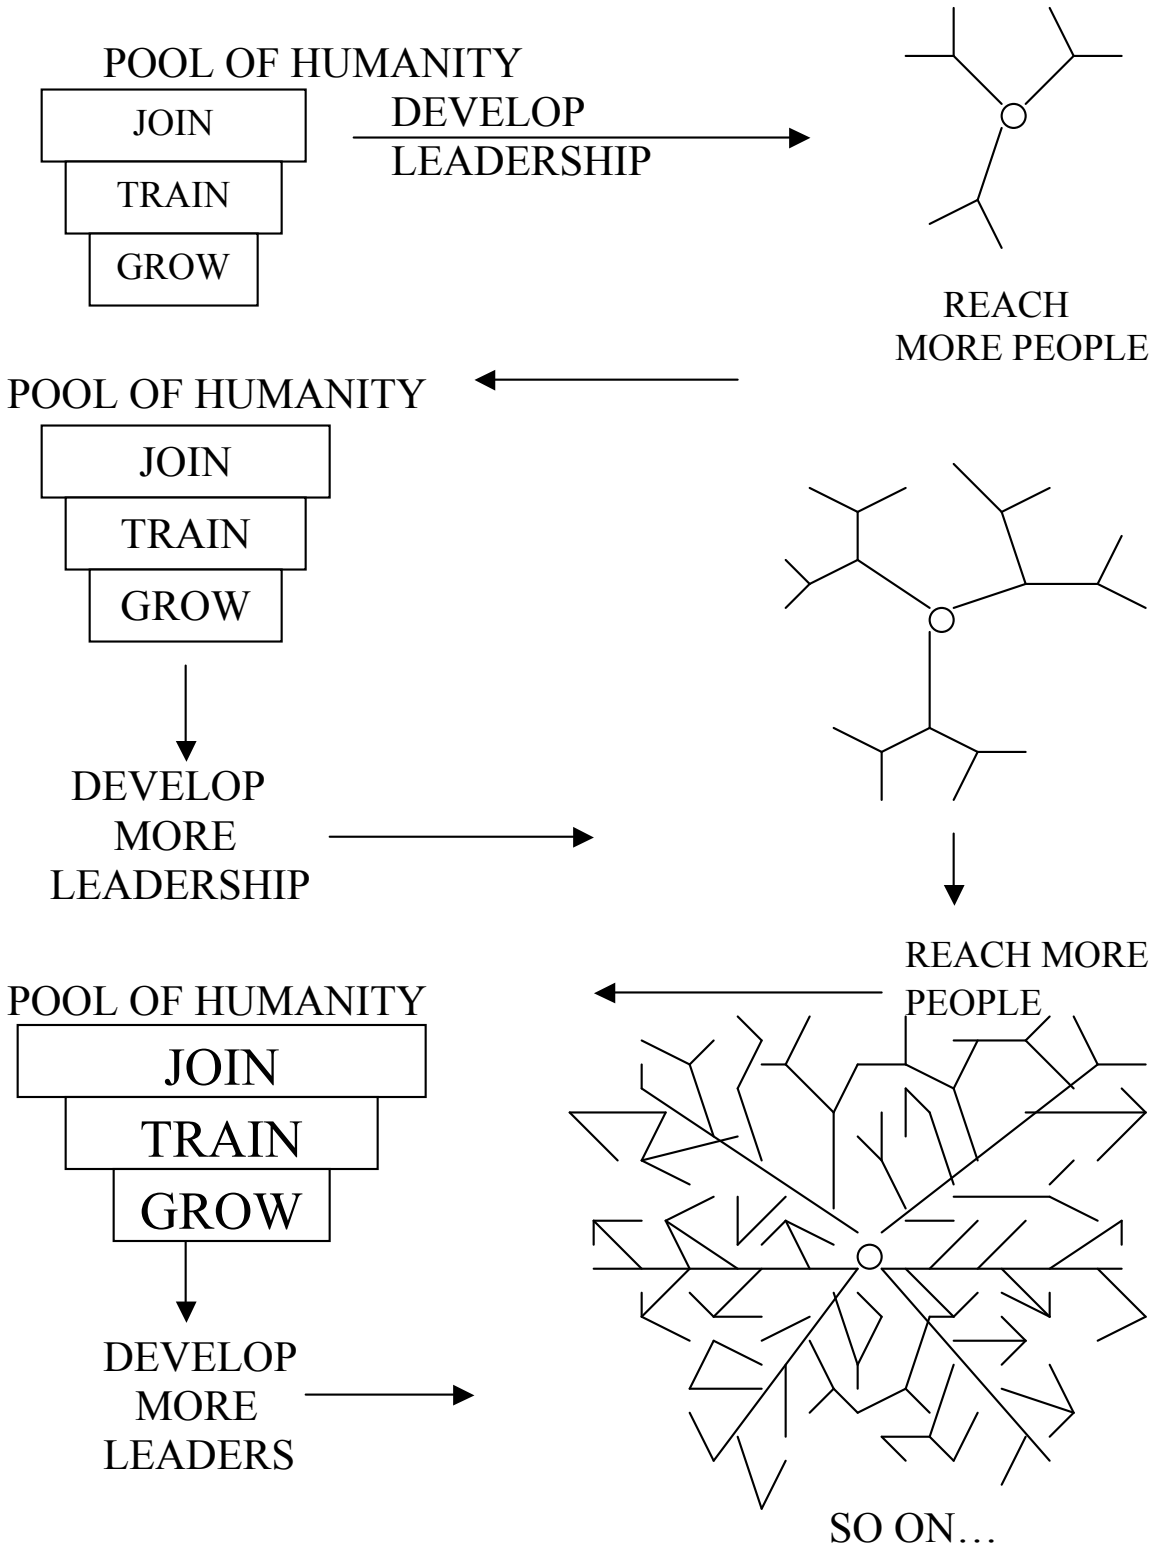 POOL OF HUMANITY
JOIN
TRAIN
GROW
DEVELOP
LEADERSHIP
REACH
MORE PEOPLE
POOL OF HUMANITY
JOIN
TRAIN
GROW
DEVELOP
MORE
LEADERSHIP
REACH MORE
PEOPLE
POOL OF HUMANITY
JOIN
TRAIN
GROW
DEVELOP
MORE
LEADERS
SO ON…